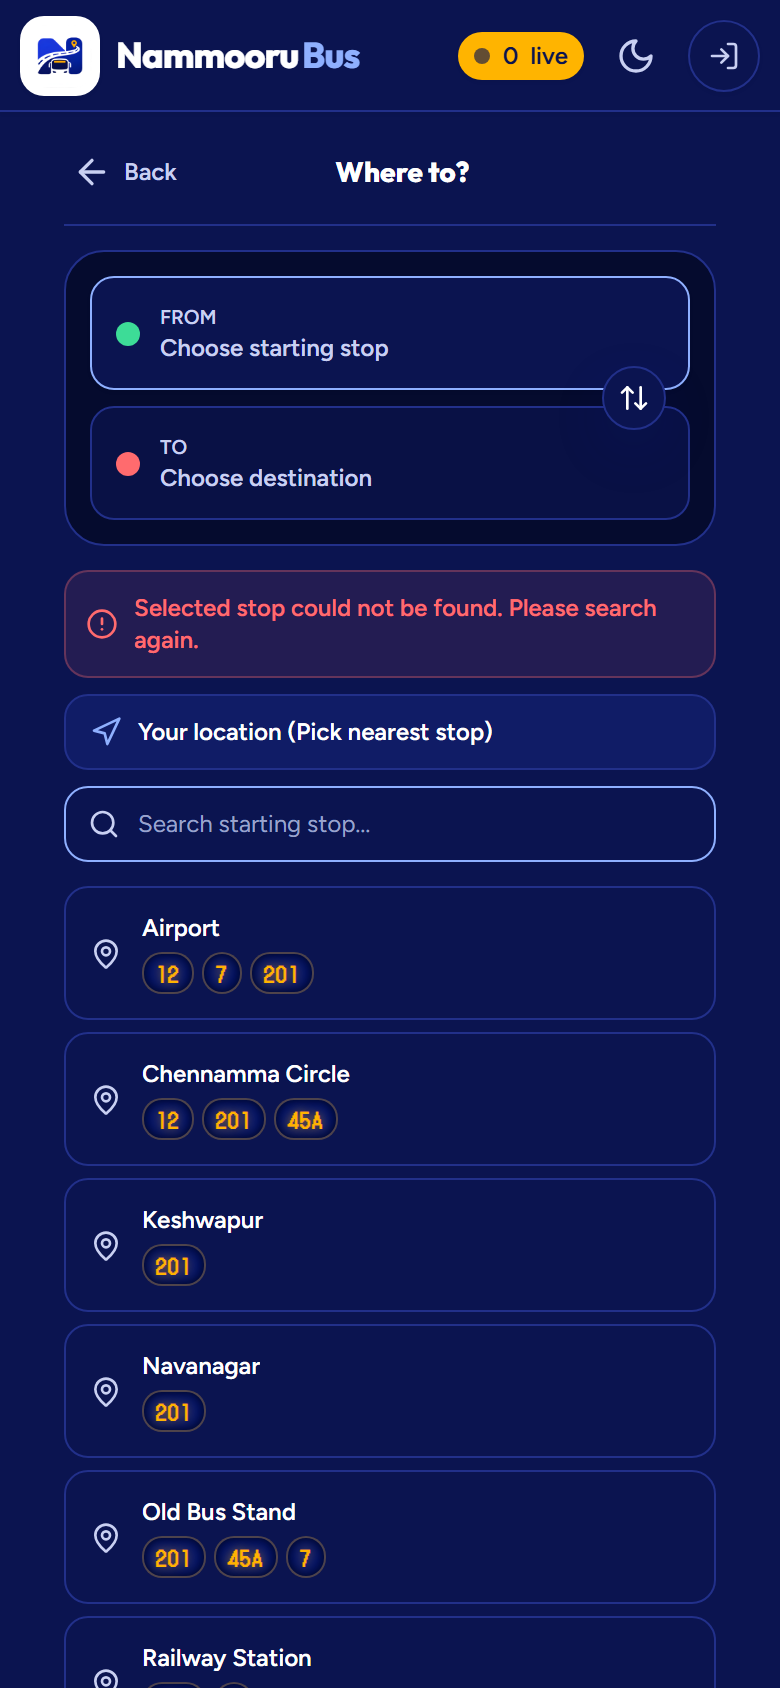 Nammooru Bus
0 live
Back
Where to?
FROM
Choose starting stop
TO
Choose destination
Selected stop could not be found. Please search
again.
Your location (Pick nearest stop)
Search starting stop...
Airport
12 7 201
Chennamma Circle
12 201 45A
Keshwapur
201
Navanagar
201
Old Bus Stand
201 45A 7
Railway Station